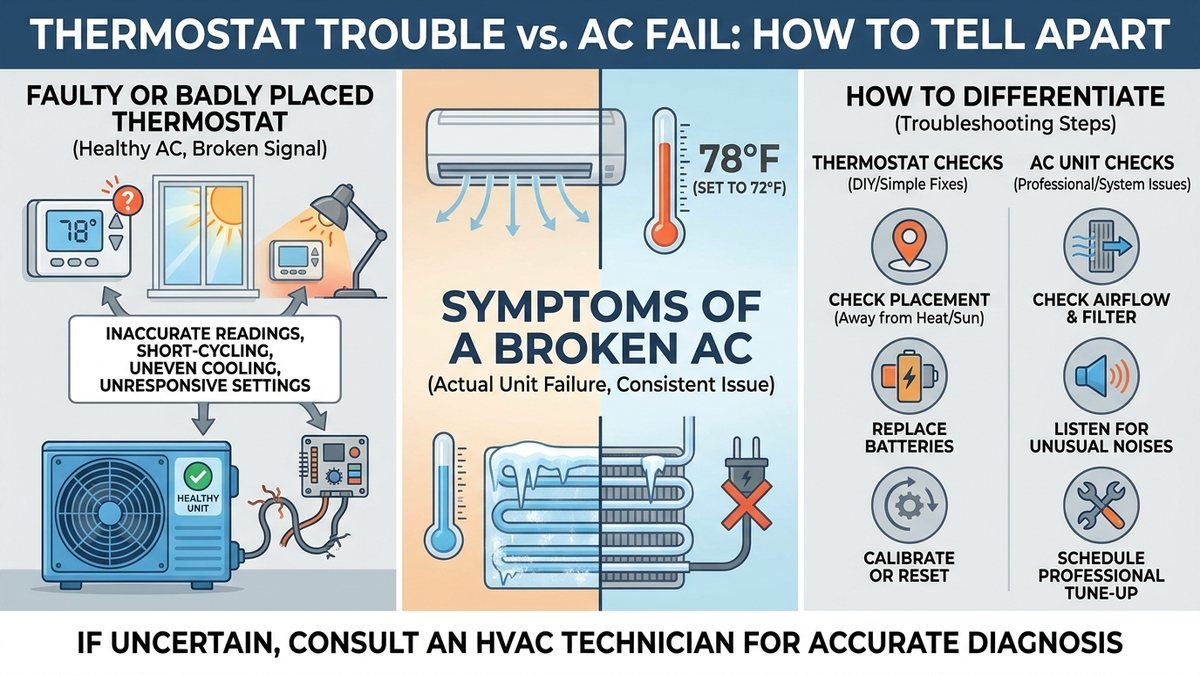 THERMOSTAT TROUBLE vs. AC FAIL: HOW TO TELL APART
FAULTY OR BADLY PLACED
THERMOSTAT
(Healthy AC, Broken Signal)
78°
?
INACCURATE READINGS,
SHORT-CYCLING,
UNEVEN COOLING,
UNRESPONSIVE SETTINGS
HEALTHY
UNIT
78°F
(SET TO 72°F)
SYMPTOMS OF
A BROKEN AC
(Actual Unit Failure, Consistent Issue)
HOW TO DIFFERENTIATE
(Troubleshooting Steps)
THERMOSTAT CHECKS
(DIY/Simple Fixes)
CHECK PLACEMENT
(Away from Heat/Sun)
REPLACE
BATTERIES
CALIBRATE
OR RESET
AC UNIT CHECKS
(Professional/System Issues)
CHECK AIRFLOW
& FILTER
LISTEN FOR
UNUSUAL NOISES
SCHEDULE
PROFESSIONAL
TUNE-UP
IF UNCERTAIN, CONSULT AN HVAC TECHNICIAN FOR ACCURATE DIAGNOSIS